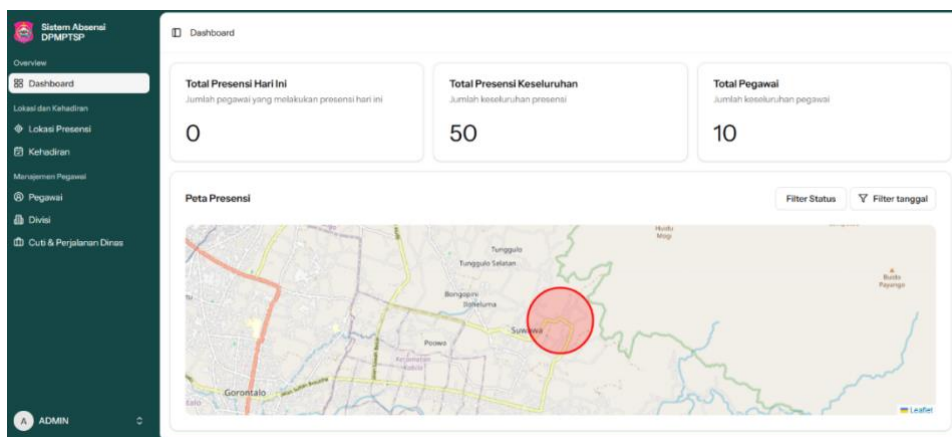 Sistem Absensi
DPMPTSP
Overview
Dashboard
Lokasi dan Kehadiran
Lokasi Presensi
Kehadiran
Manajemen Pegawai
Pegawai
Divisi
Cuti & Perjalanan Dinas
A ADMIN
Dashboard
Total Presensi Hari Ini
Jumlah pegawai yang melakukan presensi hari ini
0
Total Presensi Keseluruhan
Jumlah keseluruhan presensi
50
Total Pegawai
Jumlah keseluruhan pegawai
10
Peta Presensi
Filter Status
Filter tanggal
Huidu
Mogi
Tunggulo
Tunggulo Selatan
Bongopini
Suwawa
Poowo
Gorontalo
Leaflet